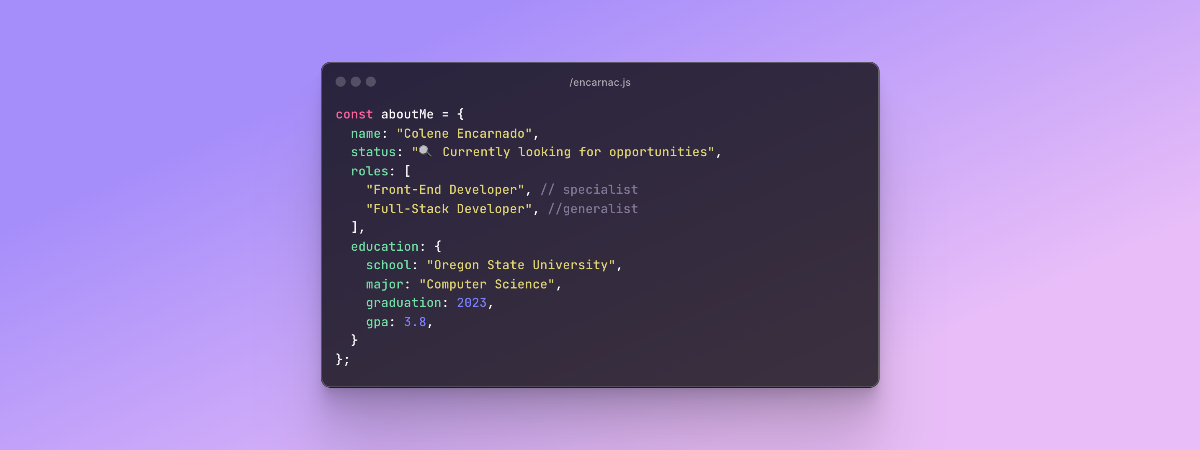 /encarnac.js
const aboutMe = {
  name: "Colene Encarnado",
  status: "🔍 Currently looking for opportunities",
  roles: [
    "Front-End Developer", // specialist
    "Full-Stack Developer", //generalist
  ],
  education: {
    school: "Oregon State University",
    major: "Computer Science",
    graduation: 2023,
    gpa: 3.8,
  }
};